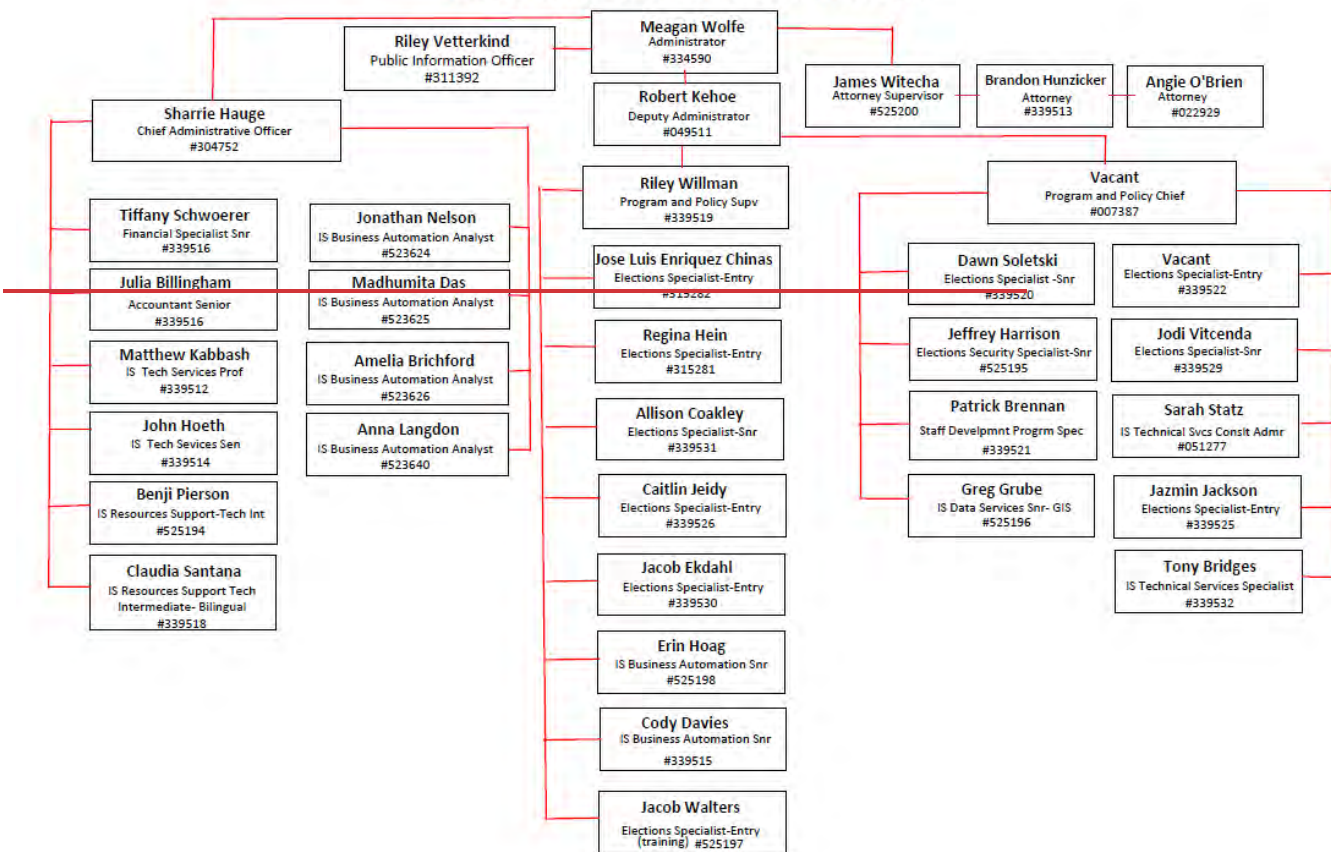 Meagan Wolfe
Administrator
#334590
Riley Vetterkind
Public Information Officer
#311392
James Witecha
Attorney Supervisor
#525200
Brandon Hunzicker
Attorney
#339513
Angie O'Brien
Attorney
#022929
Robert Kehoe
Deputy Administrator
#049511
Sharrie Hauge
Chief Administrative Officer
#304752
Tiffany Schwoerer
Financial Specialist Snr
#339516
Julia Billingham
Accountant Senior
#339516
Matthew Kabbash
IS Tech Services Prof
#339512
John Hoeth
IS Tech Sevices Sen
#339514
Benji Pierson
IS Resources Support-Tech Int
#525194
Claudia Santana
IS Resources Support Tech
Intermediate- Bilingual
#339518
Jonathan Nelson
IS Business Automation Analyst
#523624
Madhumita Das
IS Business Automation Analyst
#523625
Amelia Brichford
IS Business Automation Analyst
#523626
Anna Langdon
IS Business Automation Analyst
#523640
Riley Willman
Program and Policy Supv
#339519
Jose Luis Enriquez Chinas
Elections Specialist-Entry
#315282
Regina Hein
Elections Specialist-Entry
#315281
Allison Coakley
Elections Specialist-Snr
#339531
Caitlin Jeidy
Elections Specialist-Entry
#339526
Jacob Ekdahl
Elections Specialist-Entry
#339530
Erin Hoag
IS Business Automation Snr
#525198
Cody Davies
IS Business Automation Snr
#339515
Jacob Walters
Elections Specialist-Entry
(training) #525197
Vacant
Program and Policy Chief
#007387
Dawn Soletski
Elections Specialist -Snr
#339520
Jeffrey Harrison
Elections Security Specialist-Snr
#525195
Patrick Brennan
Staff Develpmnt Progrm Spec
#339521
Greg Grube
IS Data Services Snr- GIS
#525196
Vacant
Elections Specialist-Entry
#339522
Jodi Vitcenda
Elections Specialist-Snr
#339529
Sarah Statz
IS Technical Svcs Conslt Admr
#051277
Jazmin Jackson
Elections Specialist-Entry
#339525
Tony Bridges
IS Technical Services Specialist
#339532